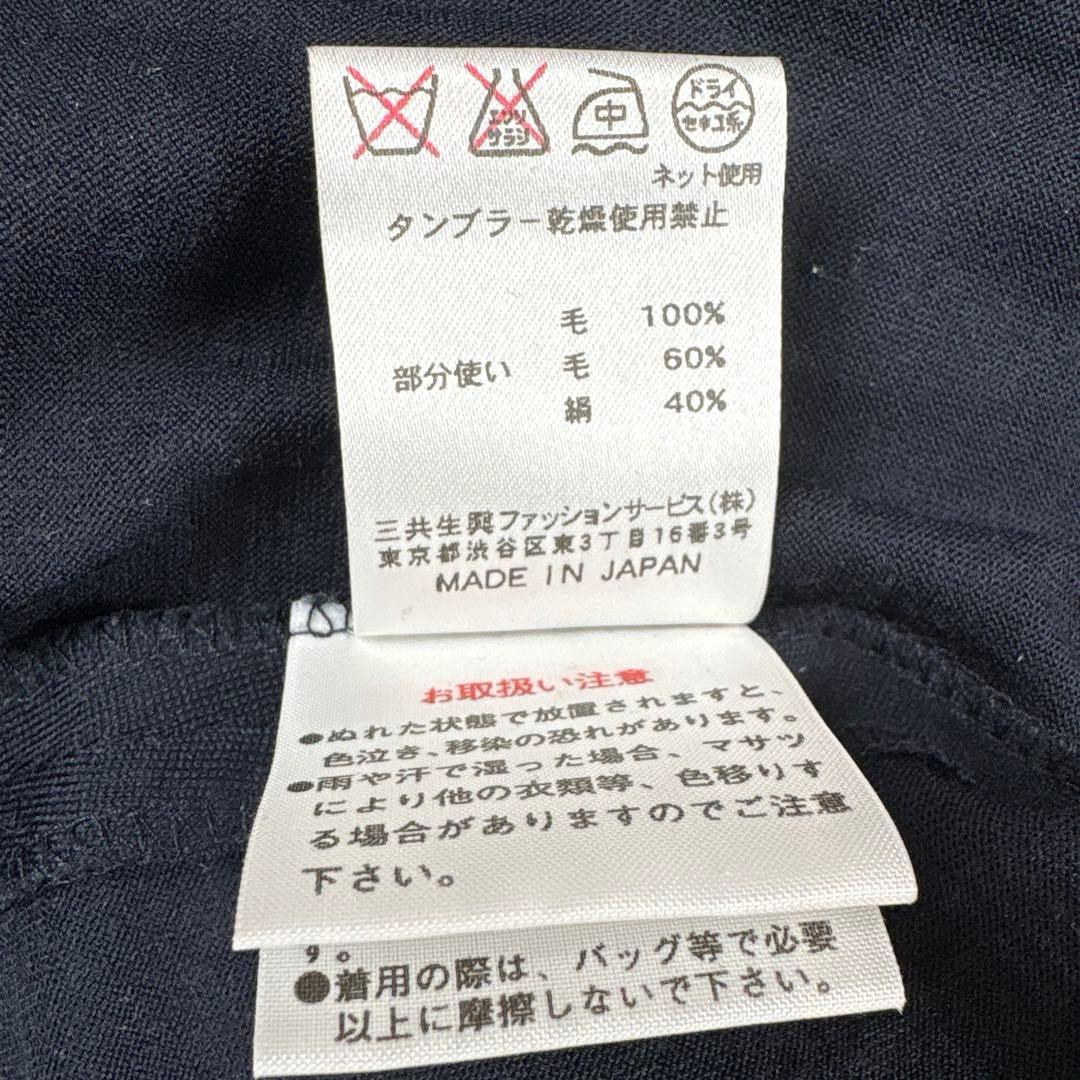 エンソ
サラシ
中
ドライ
セキユ系
ネット使用
タンブラー乾燥使用禁止
毛 100%
部分使い 毛 60%
絹 40%
三共生興ファッションサービス(株)
東京都渋谷区東3丁目16番3号
MADE IN JAPAN
お取扱い注意
●ぬれた状態で放置されますと、
色泣き、移染の恐れがあります。
●雨や汗で湿った場合、マサツ
により他の衣類等、色移りす
る場合がありますのでご注意
下さい。
す。
●着用の際は、バッグ等で必要
以上に摩擦しないで下さい。